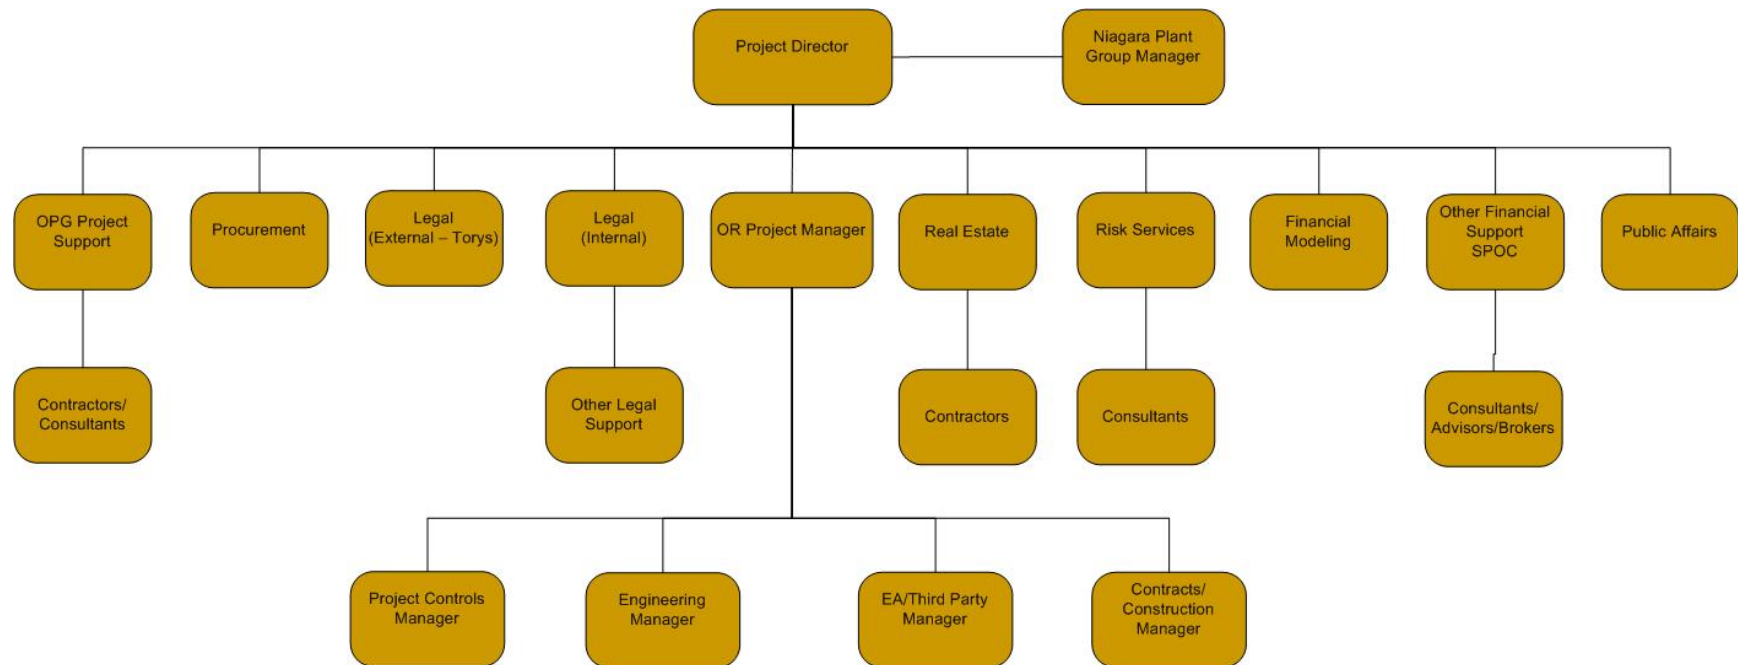 Project Director
Niagara Plant
Group Manager
OPG Project
Support
Procurement
Legal
(External – Torys)
Legal
(Internal)
OR Project Manager
Real Estate
Risk Services
Financial
Modeling
Other Financial
Support
SPOC
Public Affairs
Contractors/
Consultants
Other Legal
Support
Contractors
Consultants
Consultants/
Advisors/Brokers
Project Controls
Manager
Engineering
Manager
EA/Third Party
Manager
Contracts/
Construction
Manager